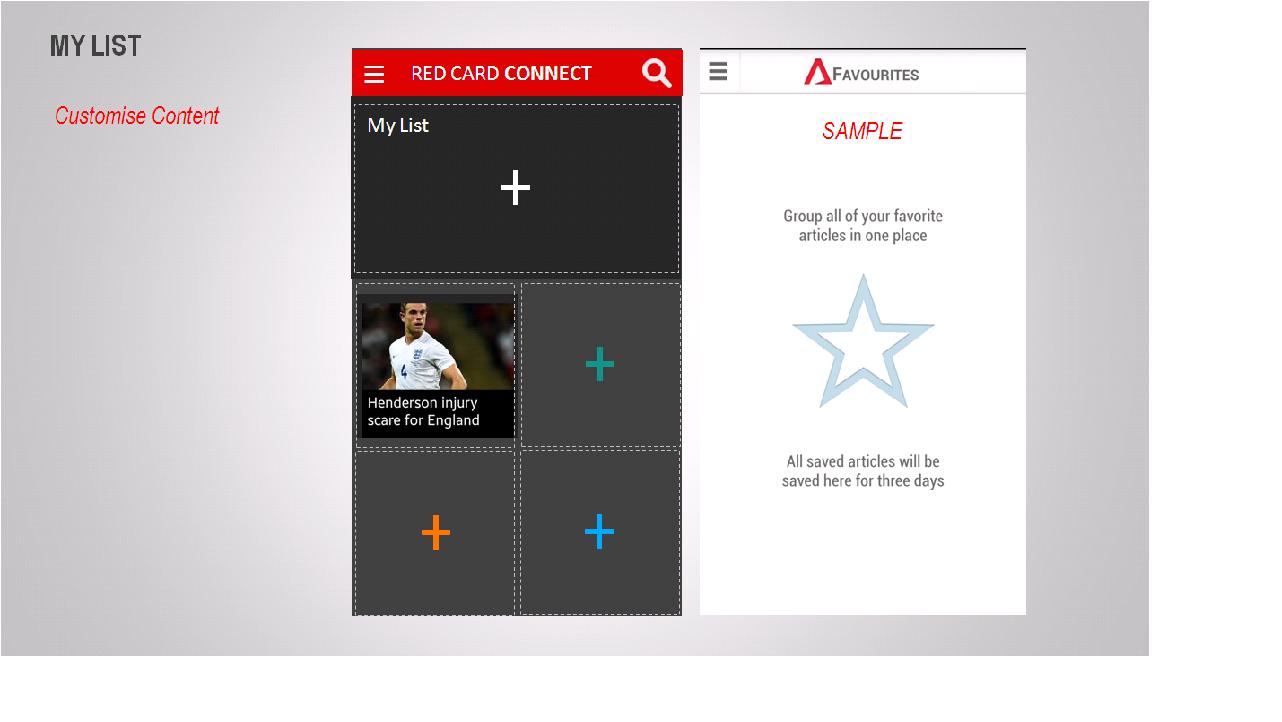 MY LIST
Customise Content
RED CARD CONNECT
My List
4
Henderson injury
scare for England
FAVOURITES
SAMPLE
Group all of your favorite
articles in one place
All saved articles will be
saved here for three days